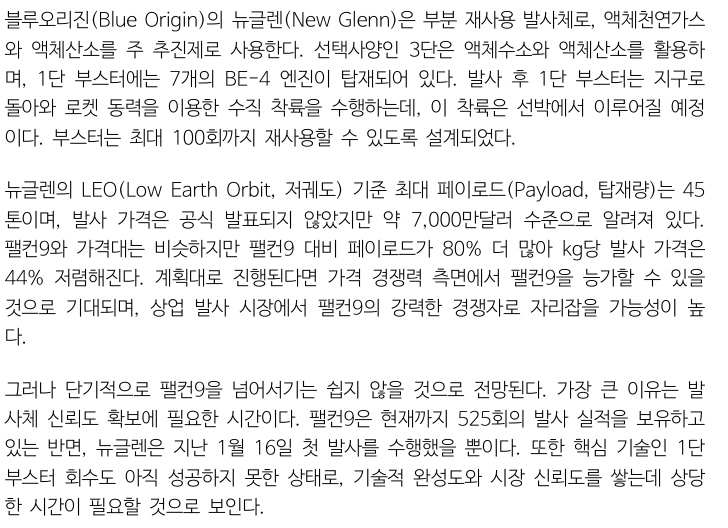 블루오리진(Blue Origin)의 뉴글렌(New Glenn)은 부분 재사용 발사체로, 액체천연가스
와 액체산소를 주 추진제로 사용한다. 선택사양인 3단은 액체수소와 액체산소를 활용하
며, 1단 부스터에는 7개의 BE-4 엔진이 탑재되어 있다. 발사 후 1단 부스터는 지구로
돌아와 로켓 동력을 이용한 수직 착륙을 수행하는데, 이 착륙은 선박에서 이루어질 예정
이다. 부스터는 최대 100회까지 재사용할 수 있도록 설계되었다.
뉴글렌의 LEO(Low Earth Orbit, 저궤도) 기준 최대 페이로드(Payload, 탑재량)는 45
톤이며, 발사 가격은 공식 발표되지 않았지만 약 7,000만달러 수준으로 알려져 있다.
팰컨9와 가격대는 비슷하지만 팰컨9 대비 페이로드가 80% 더 많아 kg당 발사 가격은
44% 저렴해진다. 계획대로 진행된다면 가격 경쟁력 측면에서 팰컨9을 능가할 수 있을
것으로 기대되며, 상업 발사 시장에서 팰컨9의 강력한 경쟁자로 자리잡을 가능성이 높
다.
그러나 단기적으로 팰컨9을 넘어서기는 쉽지 않을 것으로 전망된다. 가장 큰 이유는 발
사체 신뢰도 확보에 필요한 시간이다. 팰컨9은 현재까지 525회의 발사 실적을 보유하고
있는 반면, 뉴글렌은 지난 1월 16일 첫 발사를 수행했을 뿐이다. 또한 핵심 기술인 1단
부스터 회수도 아직 성공하지 못한 상태로, 기술적 완성도와 시장 신뢰도를 쌓는데 상당
한 시간이 필요할 것으로 보인다.